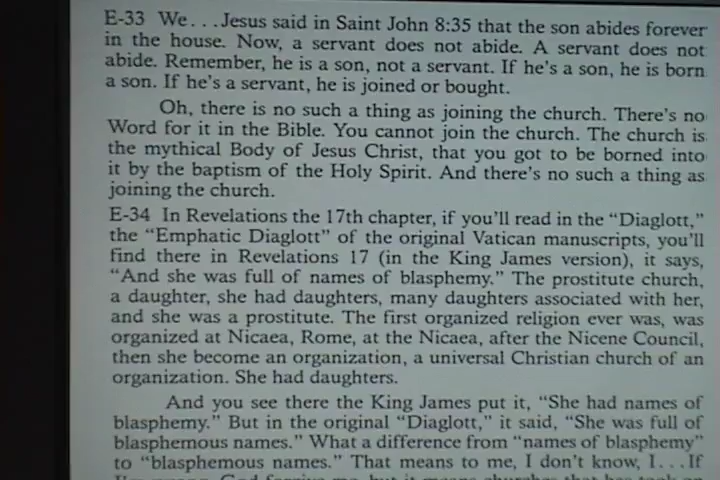 E-33 We. . .Jesus said in Saint John 8:35 that the son abides forever
in the house. Now, a servant does not abide. A servant does not
abide. Remember, he is a son, not a servant. If he's a son, he is born
a son. If he's a servant, he is joined or bought.
Oh, there is no such a thing as joining the church. There's no
Word for it in the Bible. You cannot join the church. The church is
the mythical Body of Jesus Christ, that you got to be borned into
it by the baptism of the Holy Spirit. And there's no such a thing as
joining the church.
E-34 In Revelations the 17th chapter, if you'll read in the “Diaglott,”
the “Emphatic Diaglott” of the original Vatican manuscripts, you'll
find there in Revelations 17 (in the King James version), it says,
“And she was full of names of blasphemy.” The prostitute church,
a daughter, she had daughters, many daughters associated with her,
and she was a prostitute. The first organized religion ever was, was
organized at Nicaea, Rome, at the Nicaea, after the Nicene Council,
then she become an organization, a universal Christian church of an
organization. She had daughters.
And you see there the King James put it, “She had names of
blasphemy.” But in the original “Diaglott,” it said, “She was full of
blasphemous names.” What a difference from “names of blasphemy”
to “blasphemous names.” That means to me, I don't know, I. . .If